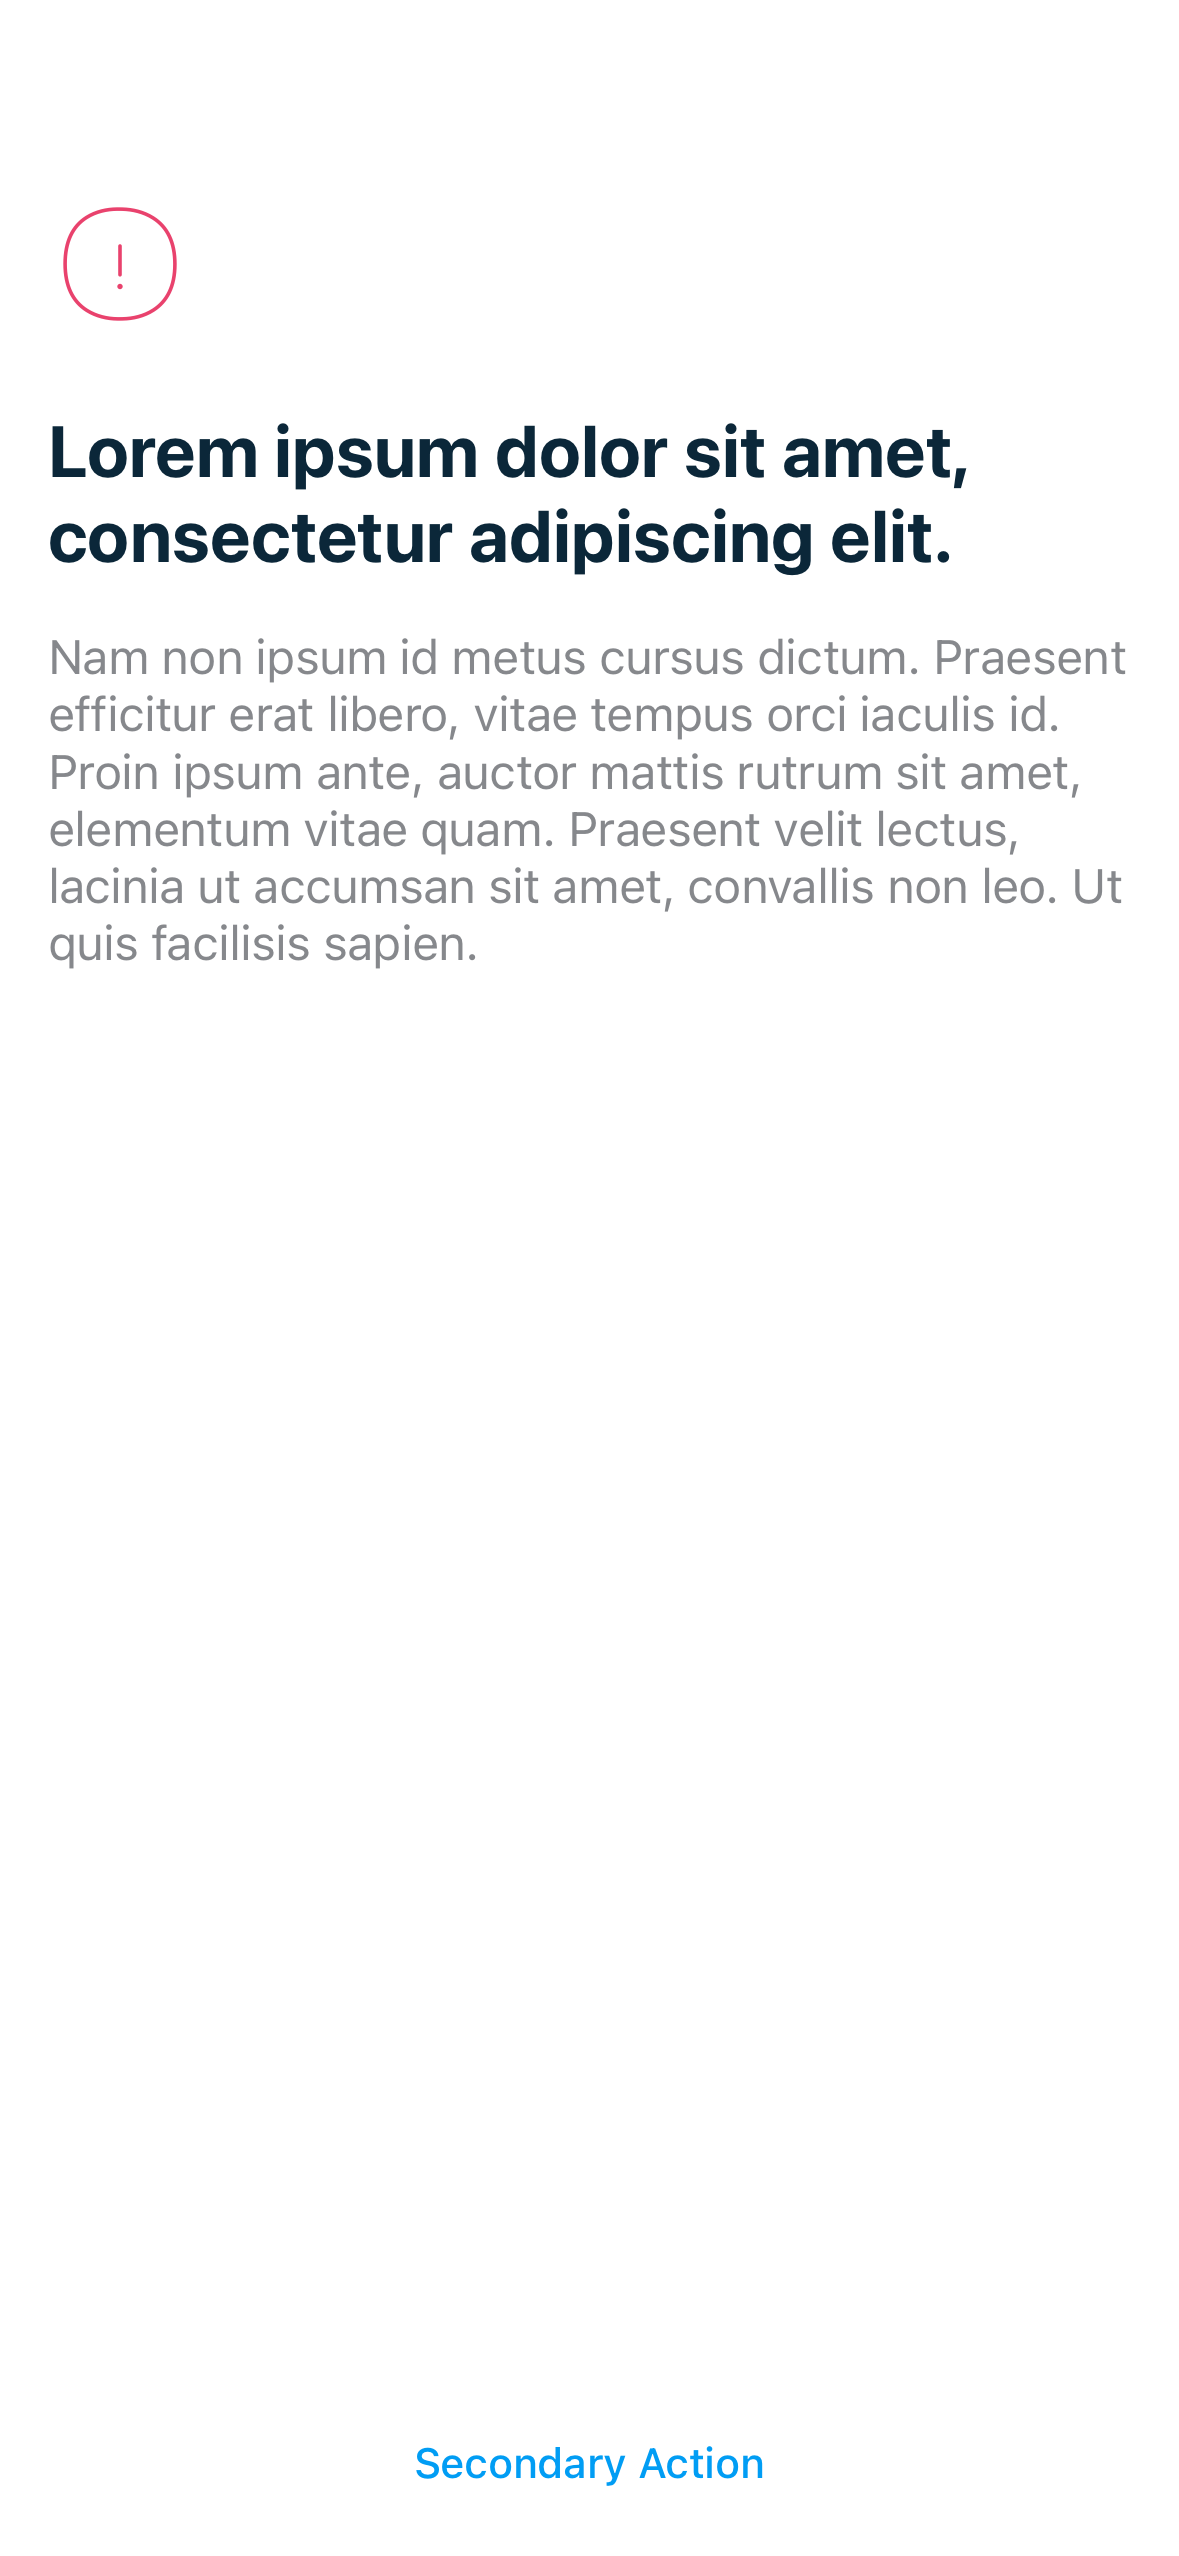 Lorem ipsum dolor sit amet,
consectetur adipiscing elit.
Nam non ipsum id metus cursus dictum. Praesent
efficitur erat libero, vitae tempus orci iaculis id.
Proin ipsum ante, auctor mattis rutrum sit amet,
elementum vitae quam. Praesent velit lectus,
lacinia ut accumsan sit amet, convallis non leo. Ut
quis facilisis sapien.
Secondary Action